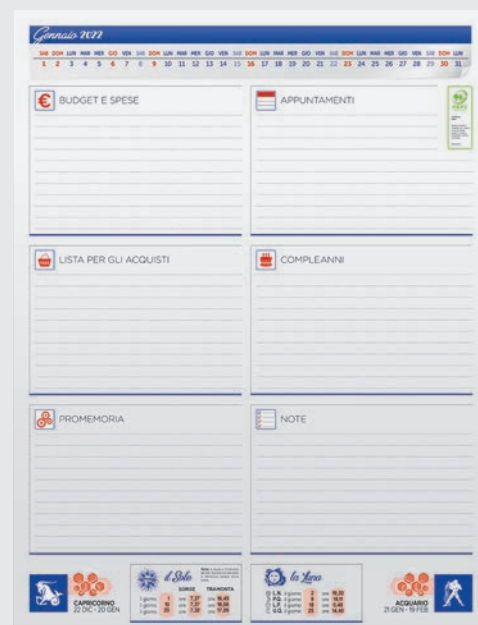 Gennaio 2022
SAB DOM LUN MAR MER GIO VEN SAB DOM LUN MAR MER GIO VEN SAB DOM LUN MAR MER GIO VEN SAB DOM LUN MAR MER GIO VEN SAB DOM LUN
1 2 3 4 5 6 7 8 9 10 11 12 13 14 15 16 17 18 19 20 21 22 23 24 25 26 27 28 29 30 31
BUDGET E SPESE
APPUNTAMENTI
LISTA PER GLI ACQUISTI
COMPLEANNI
PROMEMORIA
NOTE
CAPRICORNO
22 DIC - 20 GEN
il Sole
SORGE TRAMONTA
la Luna
ACQUARIO
21 GEN - 19 FEB